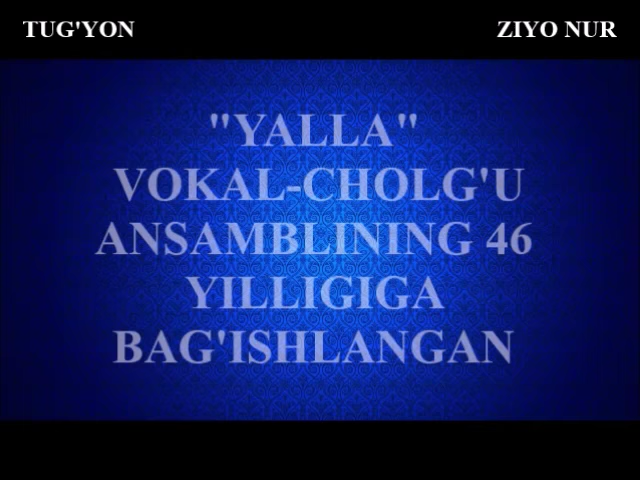 TUG'YON
ZIYO NUR
"YALLA"
VOKAL-CHOLG'U
ANSAMBLINING 46
YILLIGIGA
BAG'ISHLANGAN